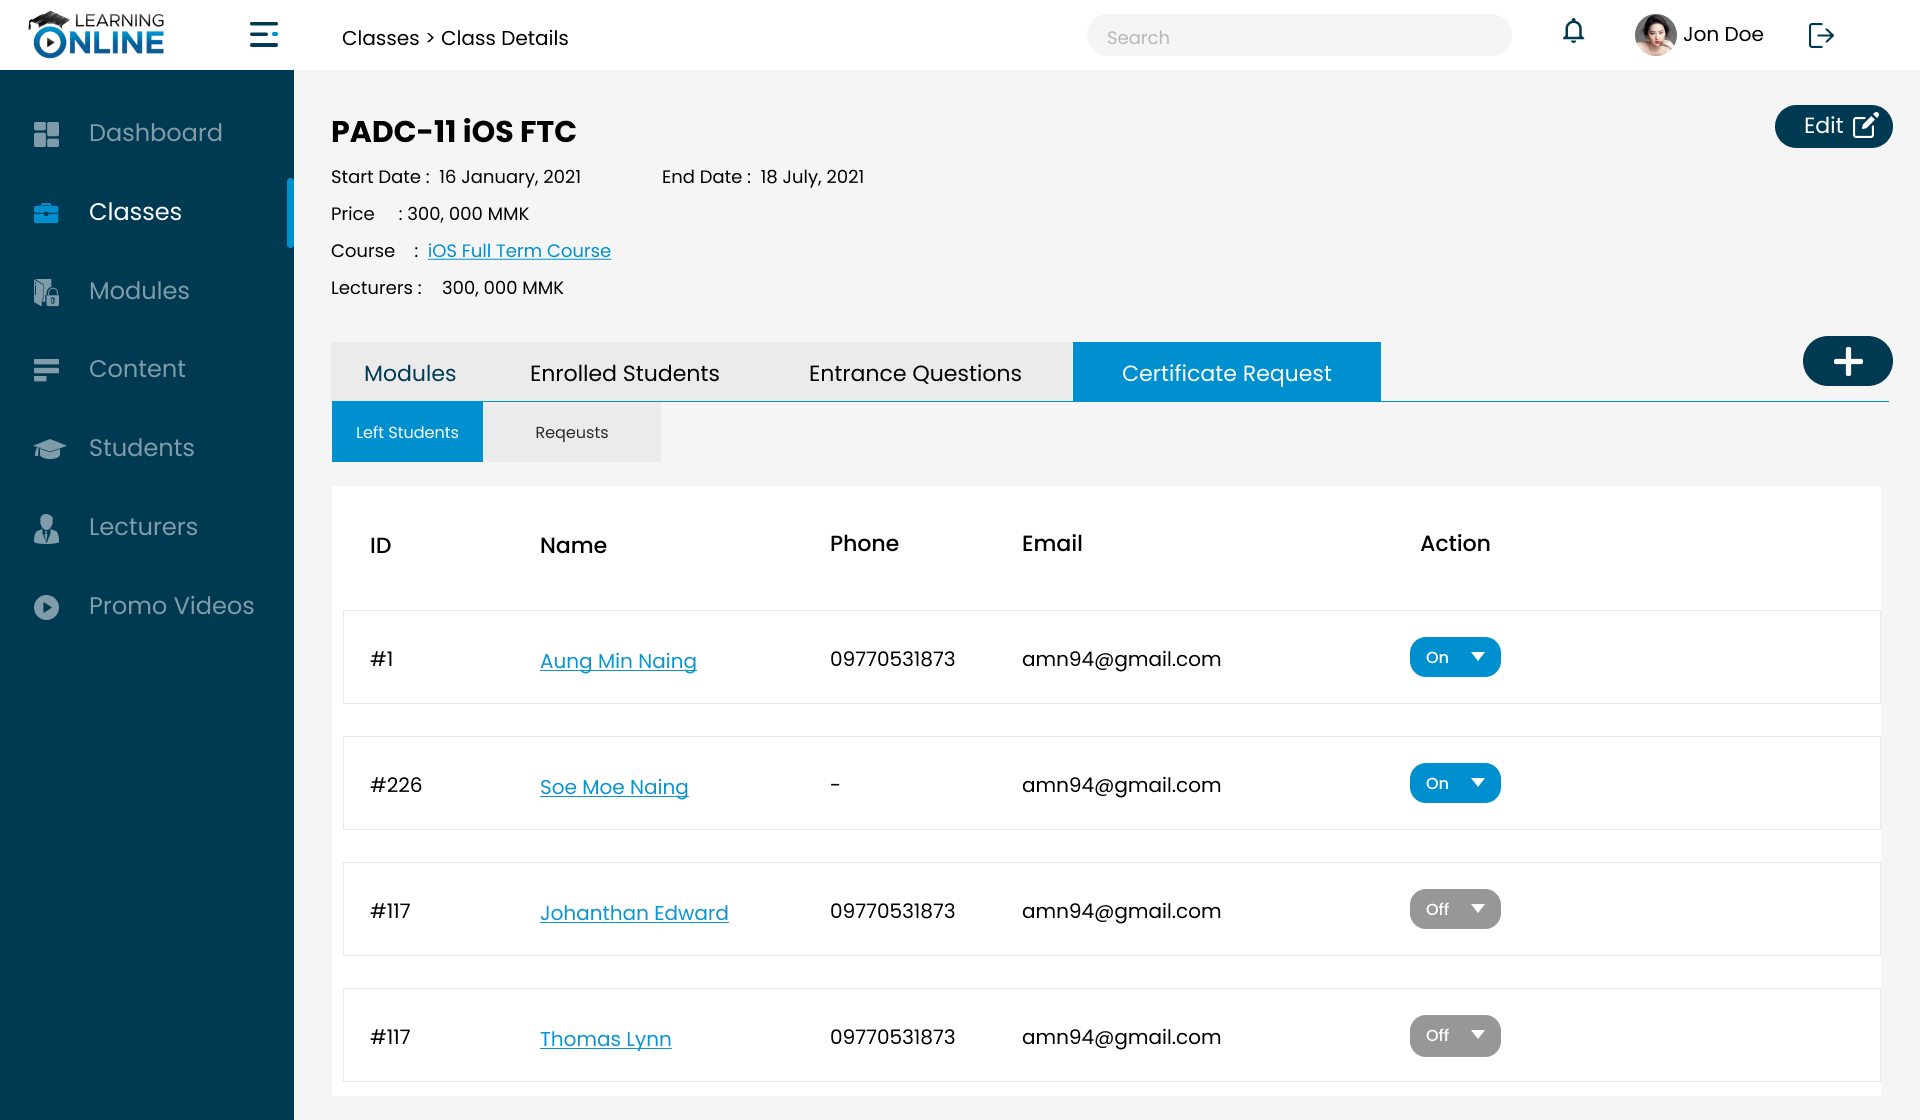 LEARNING
ONLINE
Classes > Class Details
Search
Jon Doe
Dashboard
Classes
Modules
Content
Students
Lecturers
Promo Videos
PADC-11 iOS FTC
Edit
Start Date : 16 January, 2021 End Date : 18 July, 2021
Price : 300, 000 MMK
Course : iOS Full Term Course
Lecturers : 300, 000 MMK
Modules Enrolled Students Entrance Questions Certificate Request
Left Students Reqeusts
ID Name Phone Email Action
#1 Aung Min Naing 09770531873 amn94@gmail.com On
#226 Soe Moe Naing - amn94@gmail.com On
#117 Johanthan Edward 09770531873 amn94@gmail.com Off
#117 Thomas Lynn 09770531873 amn94@gmail.com Off